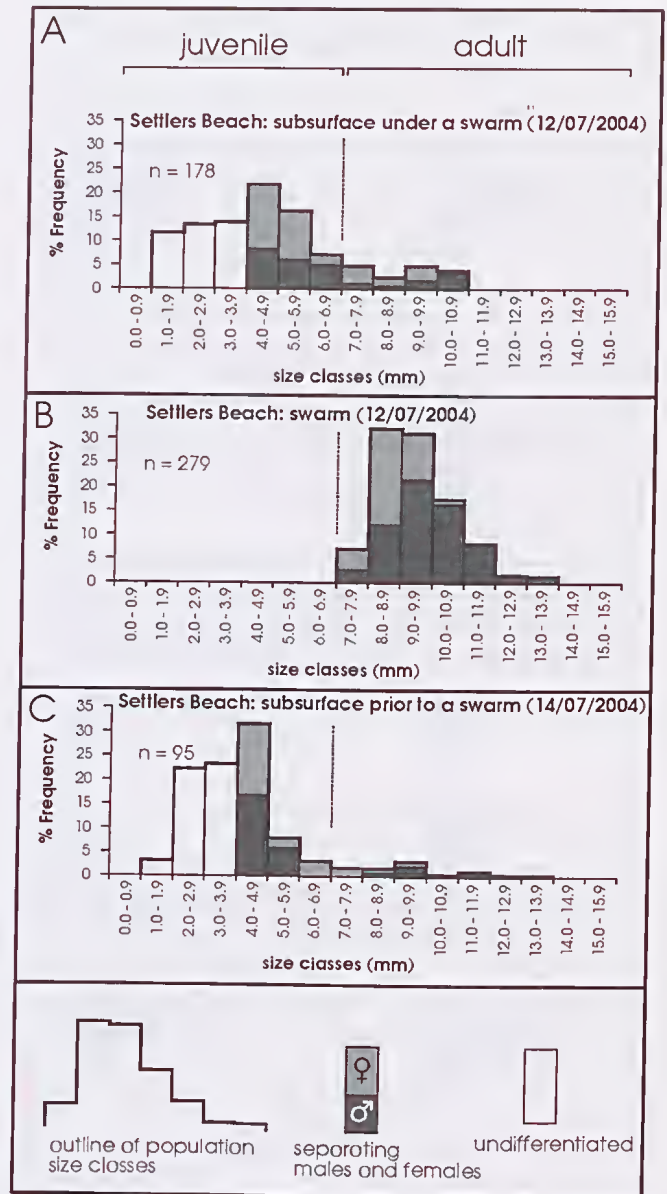 A
juvenile adult
Settlers Beach: subsurface under a swarm (12/07/2004)
n = 178
% Frequency
35
30
25
20
15
10
5
0
0.0 - 0.9
1.0 - 1.9
2.0 - 2.9
3.0 - 3.9
4.0 - 4.9
5.0 - 5.9
6.0 - 6.9
7.0 - 7.9
8.0 - 8.9
9.0 - 9.9
10.0 - 10.9
11.0 - 11.9
12.0 - 12.9
13.0 - 13.9
14.0 - 14.9
15.0 - 15.9
size classes (mm)
B
Settlers Beach: swarm (12/07/2004)
n = 279
% Frequency
35
30
25
20
15
10
5
0
0.0 - 0.9
1.0 - 1.9
2.0 - 2.9
3.0 - 3.9
4.0 - 4.9
5.0 - 5.9
6.0 - 6.9
7.0 - 7.9
8.0 - 8.9
9.0 - 9.9
10.0 - 10.9
11.0 - 11.9
12.0 - 12.9
13.0 - 13.9
14.0 - 14.9
15.0 - 15.9
size classes (mm)
C
Settlers Beach: subsurface prior to a swarm (14/07/2004)
n = 95
% Frequency
35
30
25
20
15
10
5
0
0.0 - 0.9
1.0 - 1.9
2.0 - 2.9
3.0 - 3.9
4.0 - 4.9
5.0 - 5.9
6.0 - 6.9
7.0 - 7.9
8.0 - 8.9
9.0 - 9.9
10.0 - 10.9
11.0 - 11.9
12.0 - 12.9
13.0 - 13.9
14.0 - 14.9
15.0 - 15.9
size classes (mm)
♀
♂
outline of population
size closses
seporoting
males ond females
undifferentiated